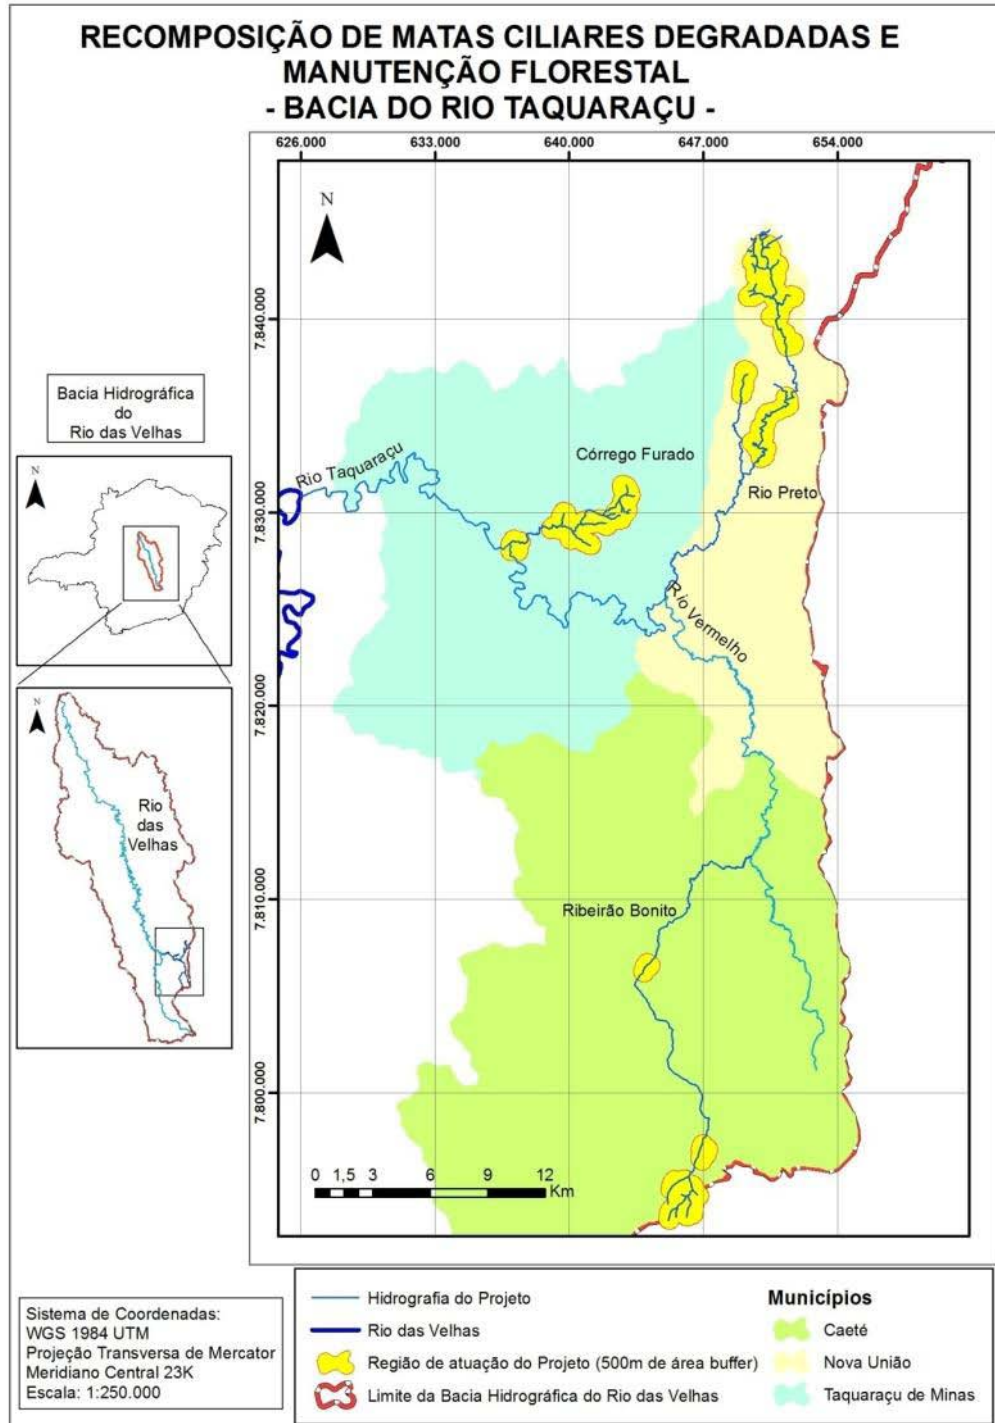 RECOMPOSIÇÃO DE MATAS CILIARES DEGRADADAS E
MANUTENÇÃO FLORESTAL
- BACIA DO RIO TAQUARAÇU -
626.000 633.000 640.000 647.000 654.000
N
7.840.000
7.830.000
7.820.000
7.810.000
7.800.000
Rio Taquaraçu
Córrego Furado
Rio Preto
Rio Vermelho
Ribeirão Bonito
0 1,5 3 6 9 12
Km
Bacia Hidrográfica
do
Rio das Velhas
N
N
Rio
das
Velhas
Sistema de Coordenadas:
WGS 1984 UTM
Projeção Transversa de Mercator
Meridiano Central 23K
Escala: 1:250.000
Hidrografia do Projeto
Rio das Velhas
Região de atuação do Projeto (500m de área buffer)
Limite da Bacia Hidrográfica do Rio das Velhas
Municípios
Caeté
Nova União
Taquaraçu de Minas